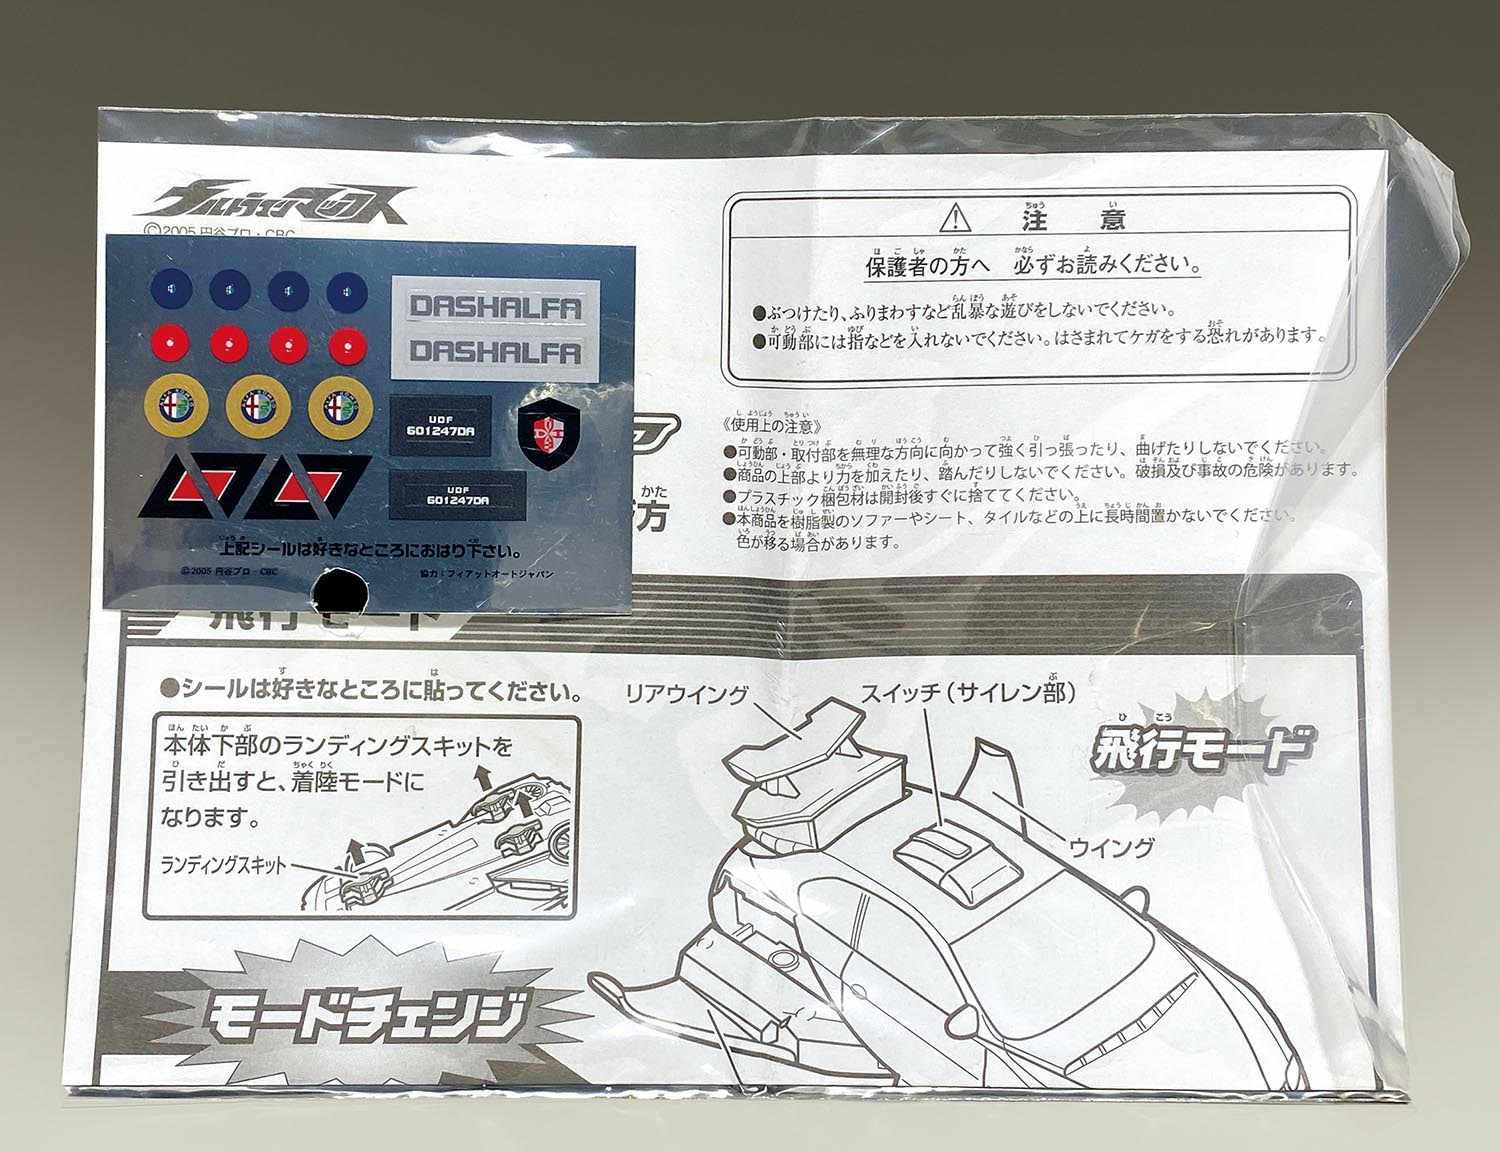 ウルトラマンマックス
©2005 円谷プロ・CBC
DASHALFA
DASHALFA
ALFA ROMEO
ALFA ROMEO
ALFA ROMEO
UDF
601247DA
UDF
601247DA
上記シールは好きなところにおはり下さい。
©2005 円谷プロ・CBC
協力:フィアットオートジャパン
注意
保護者の方へ 必ずお読みください。
●ぶつけたり、ふりまわすなど乱暴な遊びをしないでください。
●可動部には指などを入れないでください。はさまれてケガをする恐れがあります。
《使用上の注意》
●可動部・取付部を無理な方向に向かって強く引っ張ったり、曲げたりしないでください。
●商品の上部より力を加えたり、踏んだりしないでください。破損及び事故の危険があります。
●プラスチック梱包材は開封後すぐに捨ててください。
●本商品を樹脂製のソファーやシート、タイルなどの上に長時間置かないでください。
色が移る場合があります。
方
飛行モード
●シールは好きなところに貼ってください。
本体下部のランディングスキットを
引き出すと、着陸モードに
なります。
ランディングスキット
モードチェンジ
リアウイング
スイッチ(サイレン部)
飛行モード
ウイング